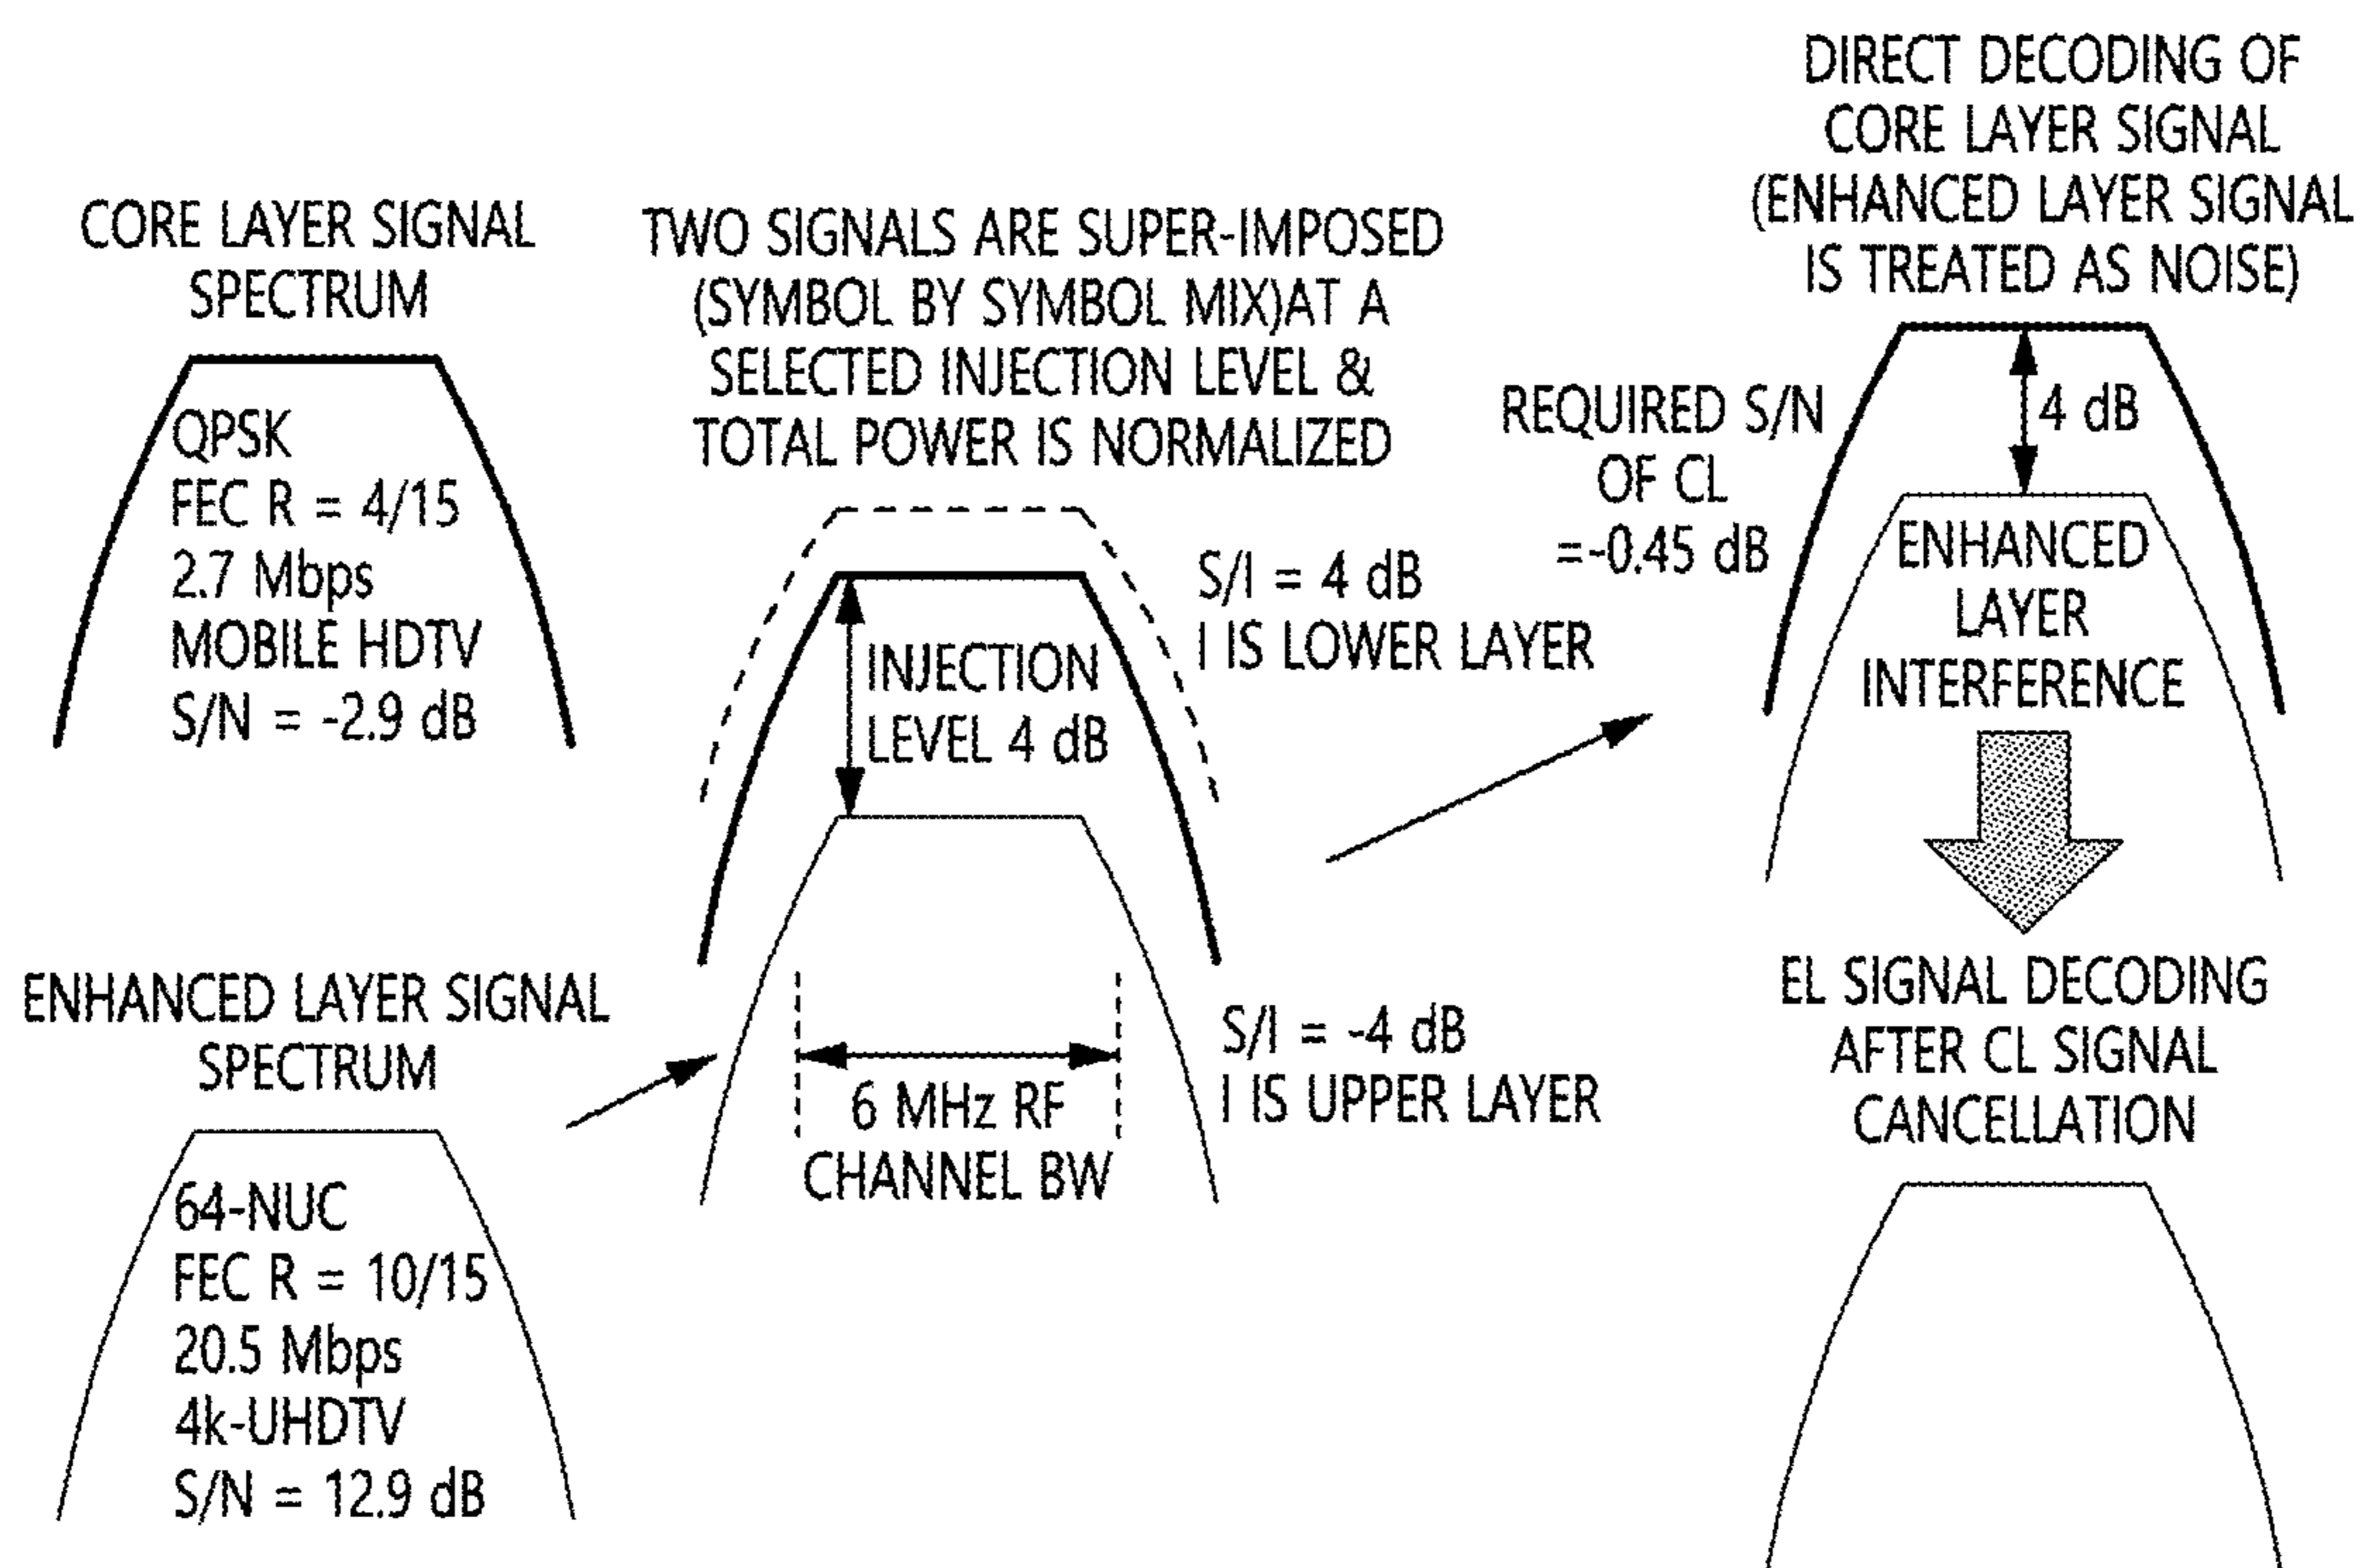 CORE LAYER SIGNAL
SPECTRUM
QPSK
FEC R = 4/15
2.7 Mbps
MOBILE HDTV
S/N = -2.9 dB
ENHANCED LAYER SIGNAL
SPECTRUM
64-NUC
FEC R = 10/15
20.5 Mbps
4k-UHDTV
S/N = 12.9 dB
TWO SIGNALS ARE SUPER-IMPOSED
(SYMBOL BY SYMBOL MIX)AT A
SELECTED INJECTION LEVEL &
TOTAL POWER IS NORMALIZED
INJECTION
LEVEL 4 dB
S/I = 4 dB
I IS LOWER LAYER
6 MHz RF
CHANNEL BW
S/I = -4 dB
I IS UPPER LAYER
DIRECT DECODING OF
CORE LAYER SIGNAL
(ENHANCED LAYER SIGNAL
IS TREATED AS NOISE)
REQUIRED S/N
OF CL
=-0.45 dB
4 dB
ENHANCED
LAYER
INTERFERENCE
EL SIGNAL DECODING
AFTER CL SIGNAL
CANCELLATION